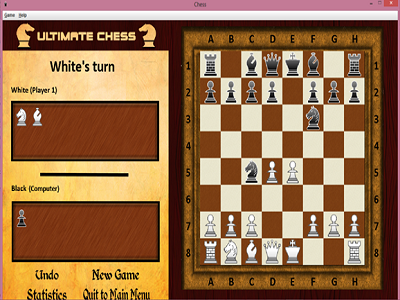 Chess
Game Help
ULTIMATE CHESS
White's turn
White (Player 1)
Black (Computer)
Undo New Game
Statistics Quit to Main Menu
A B C D E F G H
1 1
2 2
3 3
4 4
5 5
6 6
7 7
8 8
A B C D E F G H